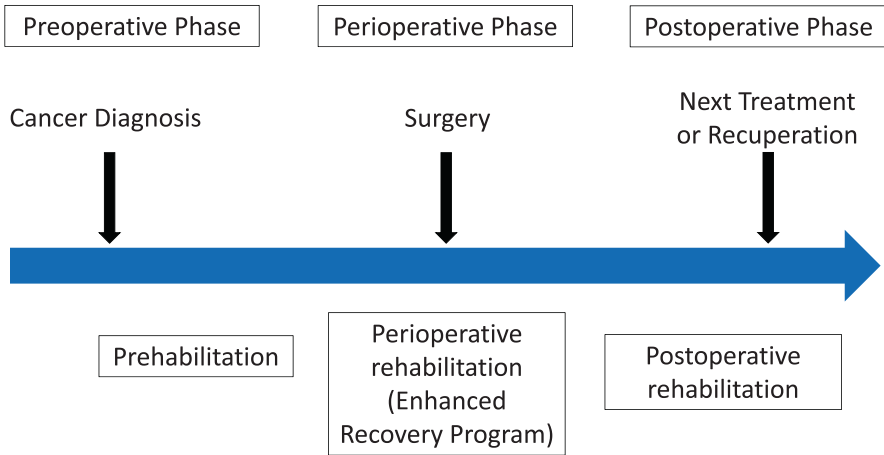 Preoperative Phase
Perioperative Phase
Postoperative Phase
Cancer Diagnosis
Surgery
Next Treatment
or Recuperation
Prehabilitation
Perioperative
rehabilitation
(Enhanced
Recovery Program)
Postoperative
rehabilitation